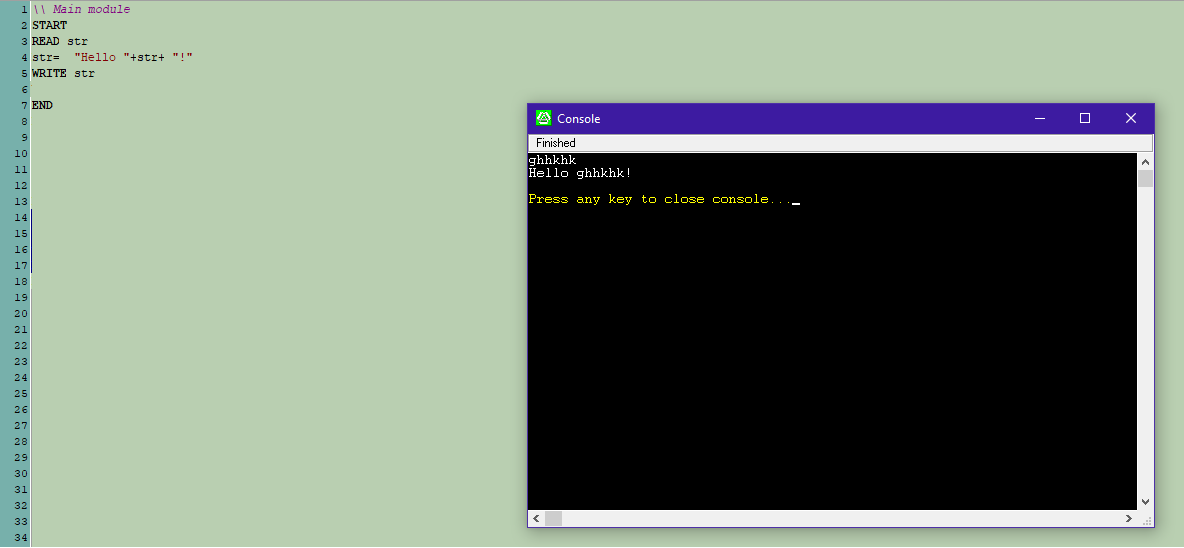 1 \\ Main module
2 START
3 READ str
4 str=  "Hello "+str+ "!"
5 WRITE str
6
7 END
8
9
10
11
12
13
14
15
16
17
18
19
20
21
22
23
24
25
26
27
28
29
30
31
32
33
34
Console
Finished
ghhkhk
Hello ghhkhk!
Press any key to close console..._